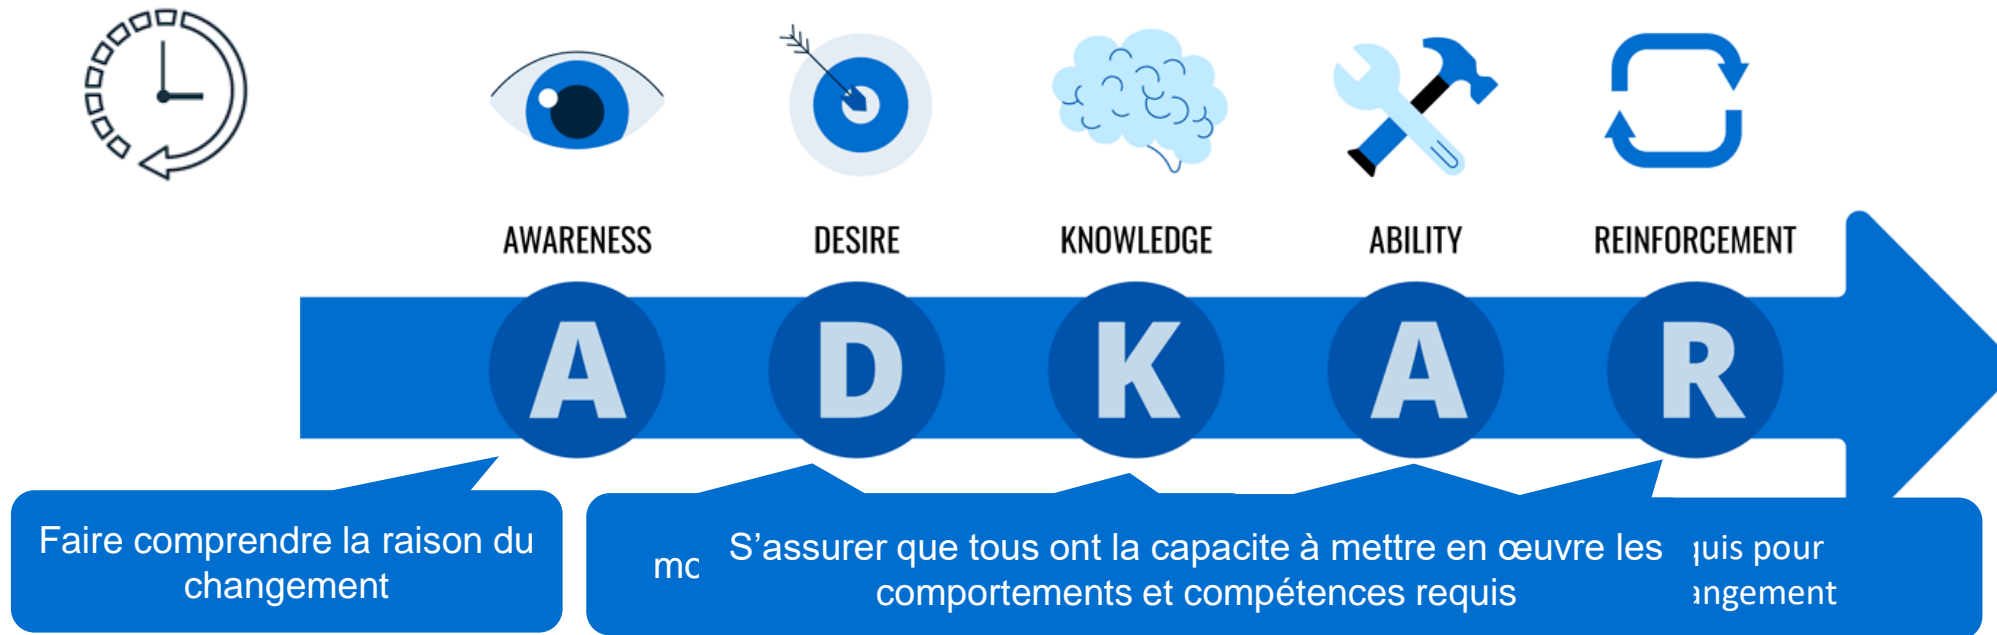 AWARENESS
DESIRE
KNOWLEDGE
ABILITY
REINFORCEMENT
A
D
K
A
R
Faire comprendre la raison du
changement
S’assurer que tous ont la capacite à mettre en œuvre les
comportements et compétences requis
pour